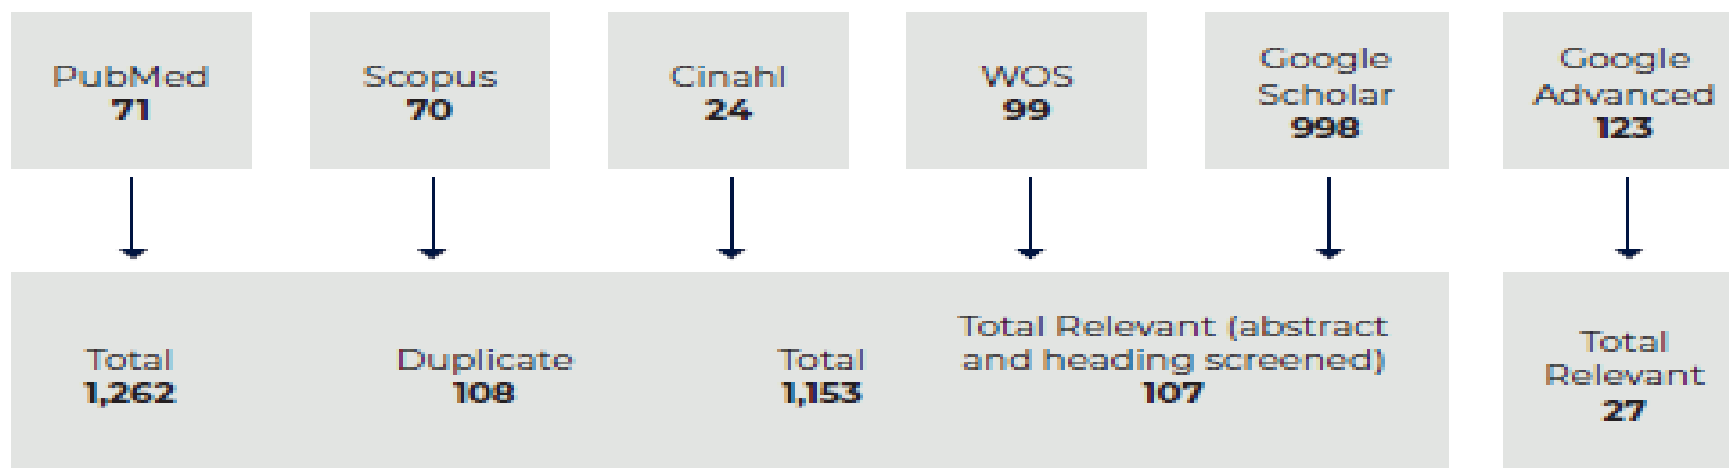 PubMed
71
Scopus
70
Cinahl
24
WOS
99
Google
Scholar
998
Google
Advanced
123
Total
1,262
Duplicate
108
Total
1,153
Total Relevant (abstract
and heading screened)
107
Total
Relevant
27